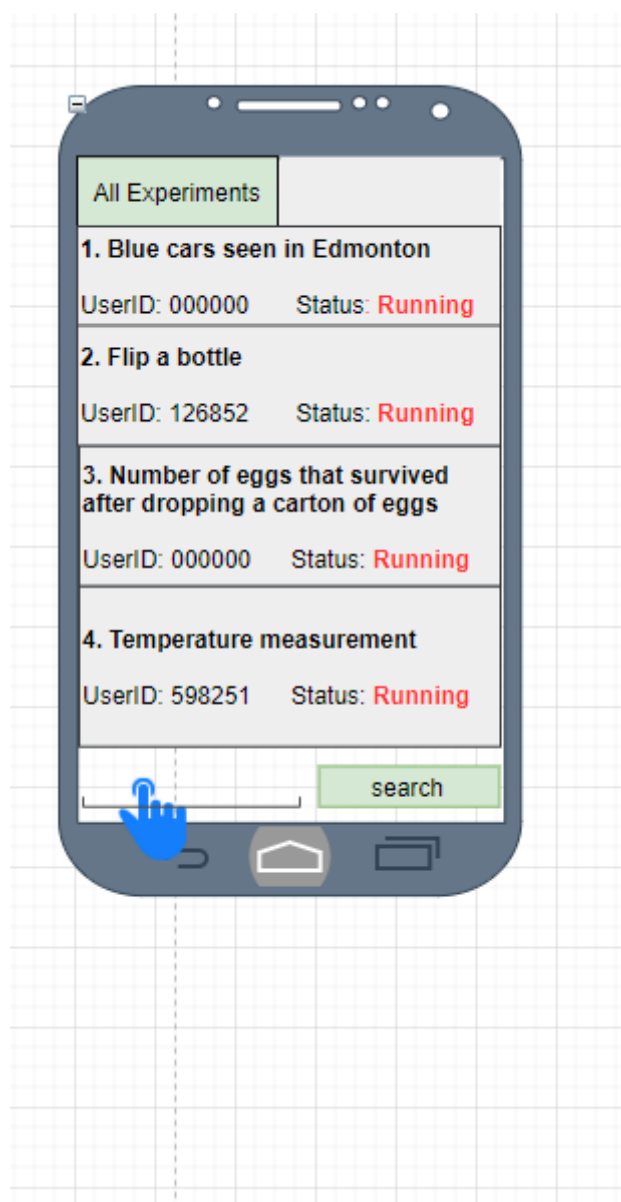 All Experiments
1. Blue cars seen in Edmonton
UserID: 000000 Status: Running
2. Flip a bottle
UserID: 126852 Status: Running
3. Number of eggs that survived
after dropping a carton of eggs
UserID: 000000 Status: Running
4. Temperature measurement
UserID: 598251 Status: Running
search